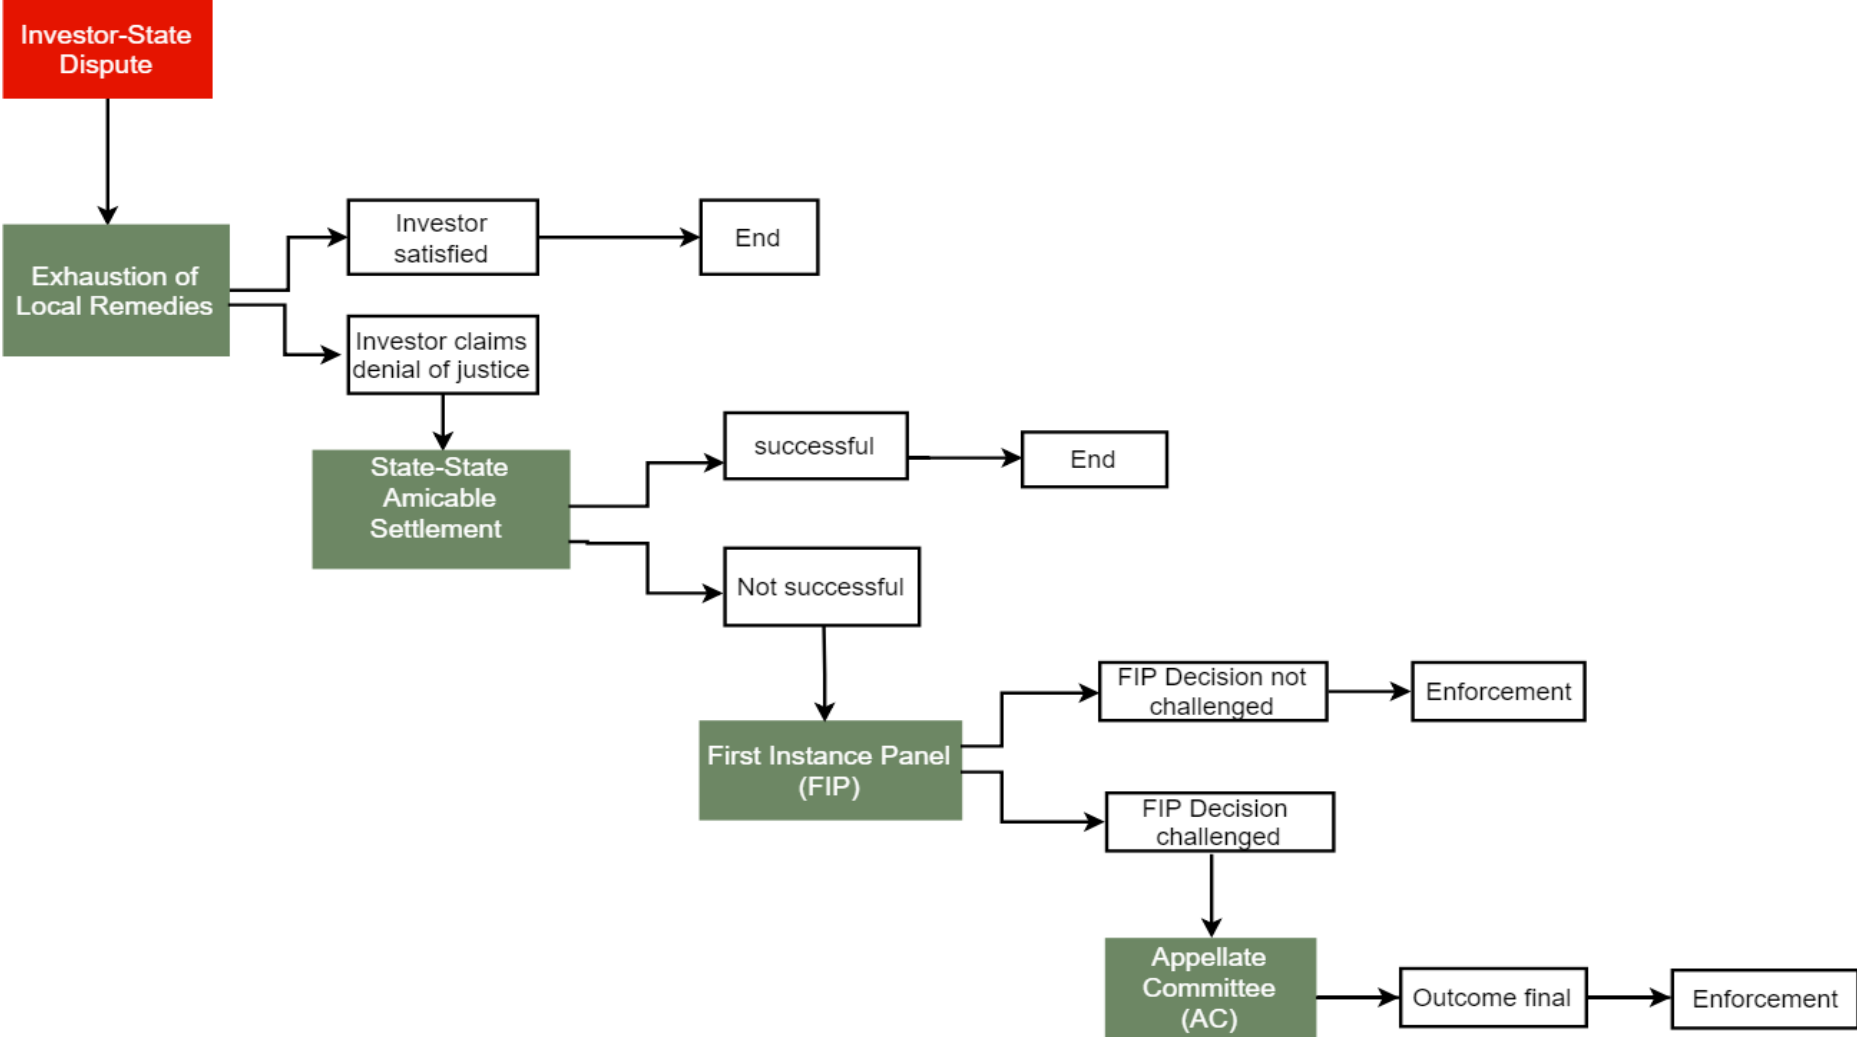 Investor-State
Dispute
Investor
satisfied
End
Exhaustion of
Local Remedies
Investor claims
denial of justice
State-State
Amicable
Settlement
successful
End
Not successful
First Instance Panel
(FIP)
FIP Decision not
challenged
Enforcement
FIP Decision
challenged
Appellate
Committee
(AC)
Outcome final
Enforcement